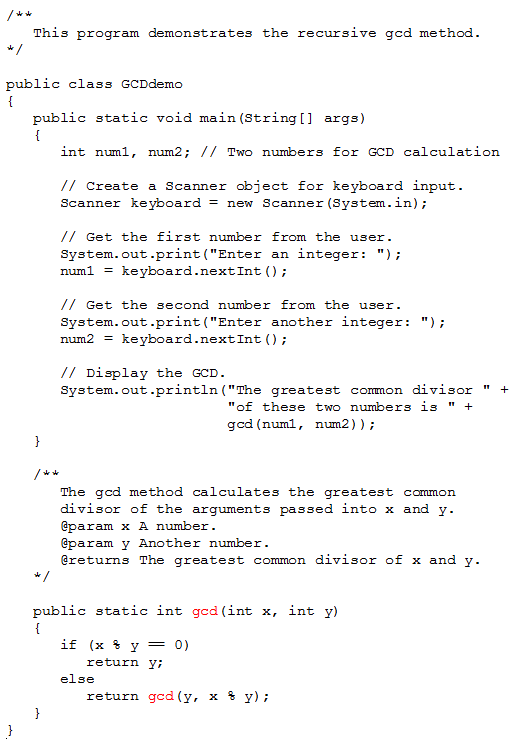 /**
This program demonstrates the recursive gcd method.
*/
public class GCDdemo
{
public static void main(String[] args)
{
int num1, num2; // Two numbers for GCD calculation
// Create a Scanner object for keyboard input.
Scanner keyboard = new Scanner(System.in);
// Get the first number from the user.
System.out.print("Enter an integer: ");
num1 = keyboard.nextInt();
// Get the second number from the user.
System.out.print("Enter another integer: ");
num2 = keyboard.nextInt();
// Display the GCD.
System.out.println("The greatest common divisor " +
"of these two numbers is " +
gcd(num1, num2));
}
/**
The gcd method calculates the greatest common
divisor of the arguments passed into x and y.
@param x A number.
@param y Another number.
@returns The greatest common divisor of x and y.
*/
public static int gcd(int x, int y)
{
if (x % y == 0)
return y;
else
return gcd(y, x % y);
}
}